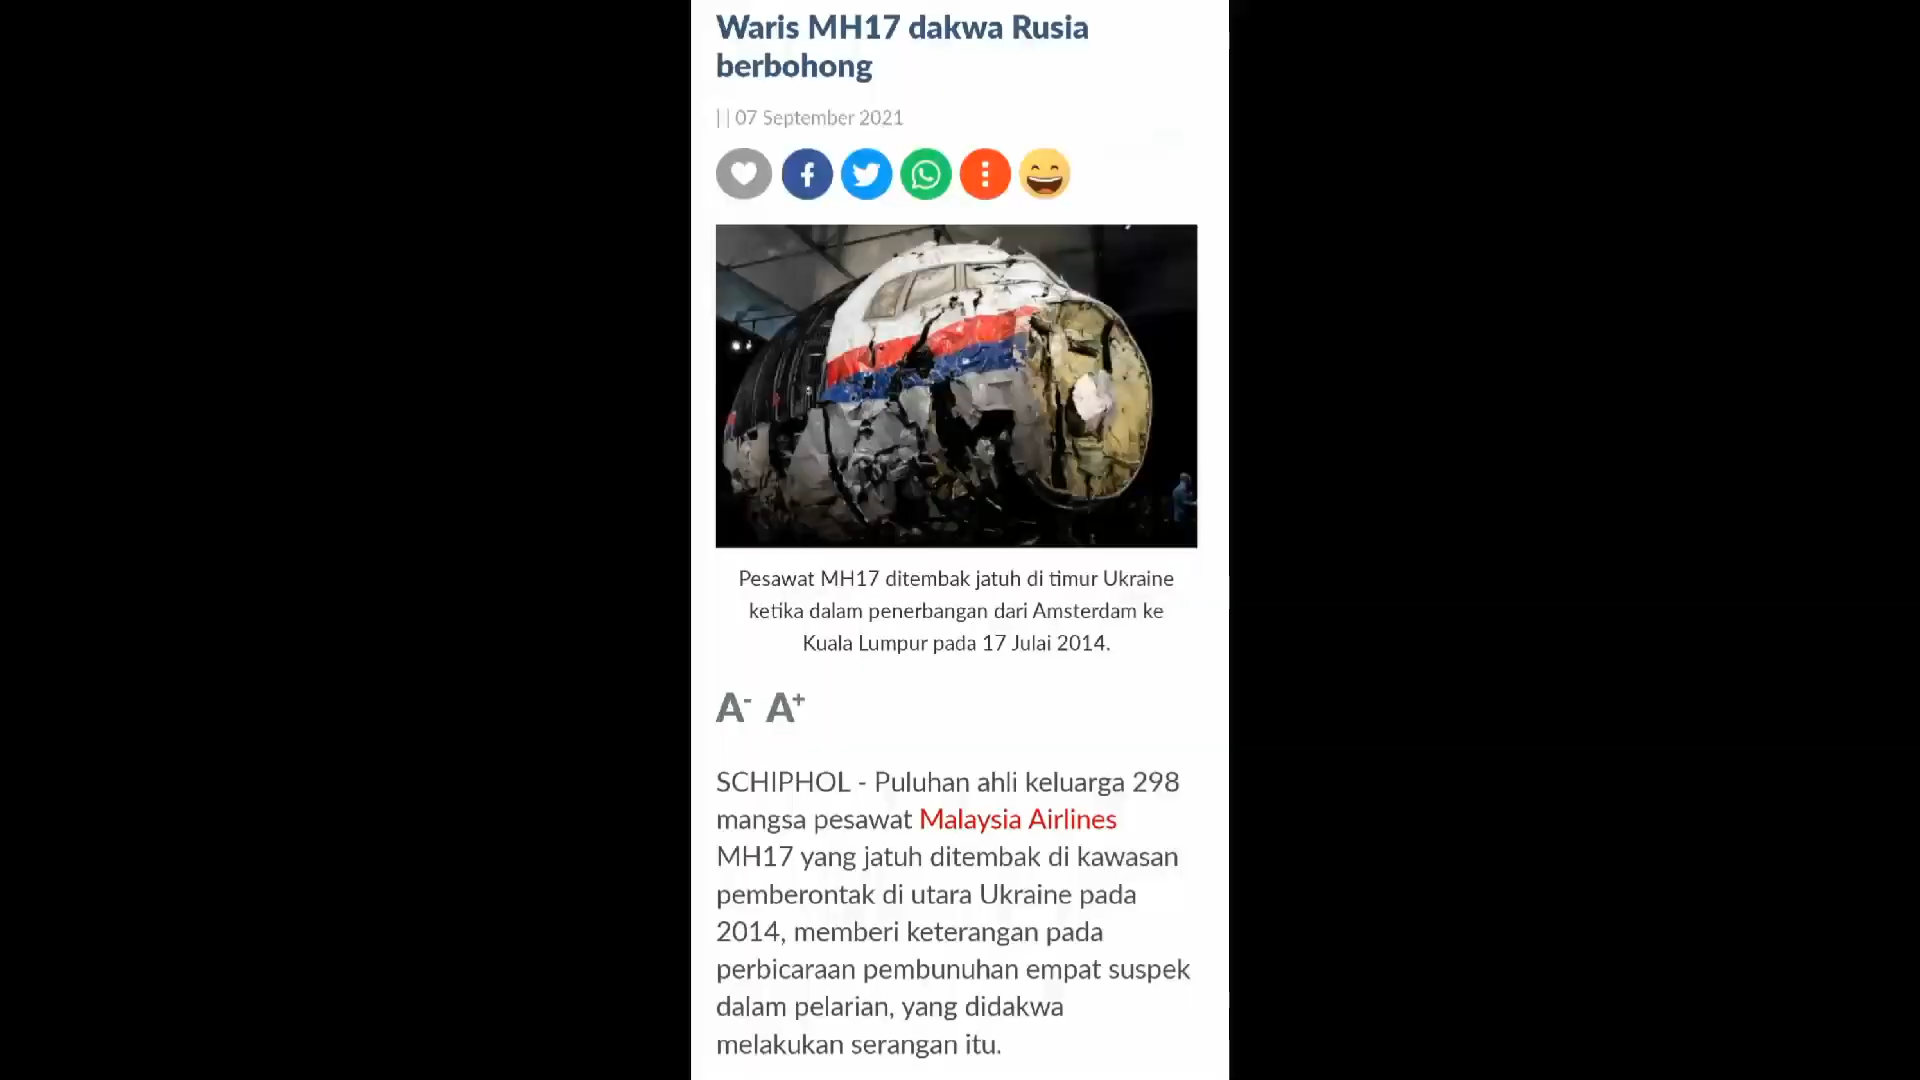 Waris MH17 dakwa Rusia
berbohong
|| 07 September 2021
Pesawat MH17 ditembak jatuh di timur Ukraine
ketika dalam penerbangan dari Amsterdam ke
Kuala Lumpur pada 17 Julai 2014.
A- A+
SCHIPHOL - Puluhan ahli keluarga 298
mangsa pesawat Malaysia Airlines
MH17 yang jatuh ditembak di kawasan
pemberontak di utara Ukraine pada
2014, memberi keterangan pada
perbicaraan pembunuhan empat suspek
dalam pelarian, yang didakwa
melakukan serangan itu.